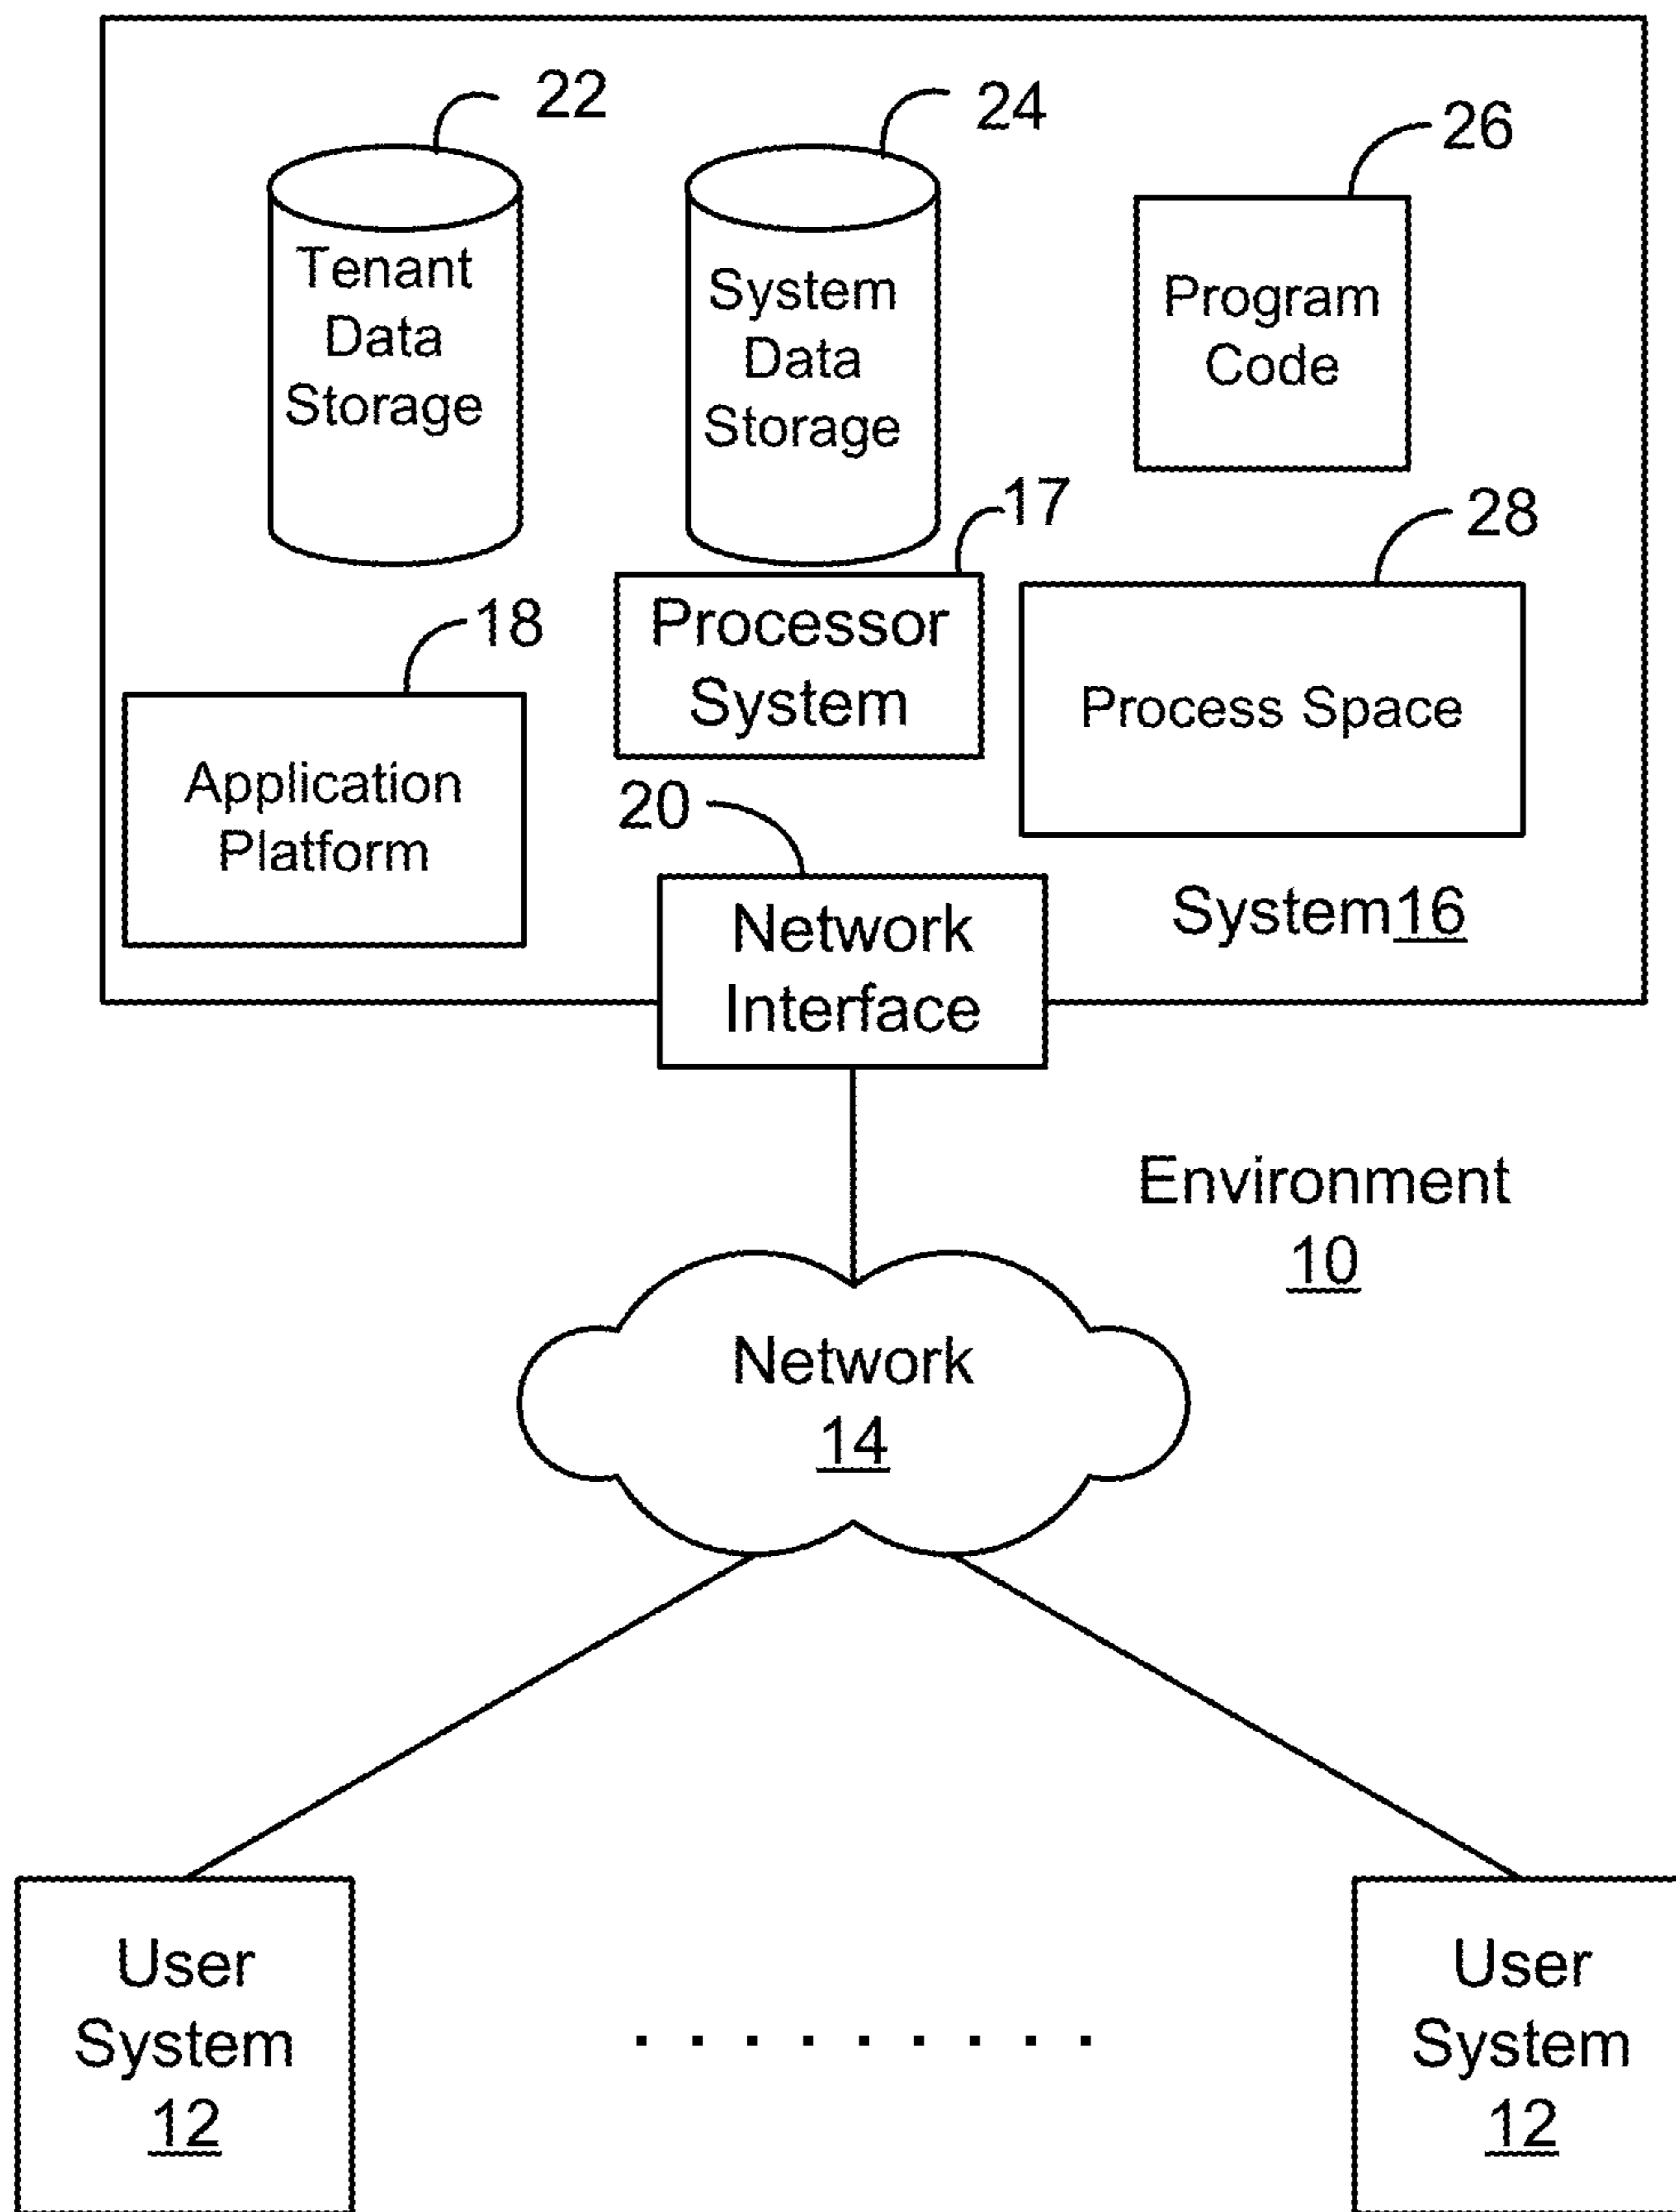 22
24
26
Tenant
Data
Storage
System
Data
Storage
Program
Code
17
28
18
Processor
System
Process Space
Application
Platform
20
Network
Interface
System16
Environment
10
Network
14
User
System
12
. . . . . . . . .
User
System
12